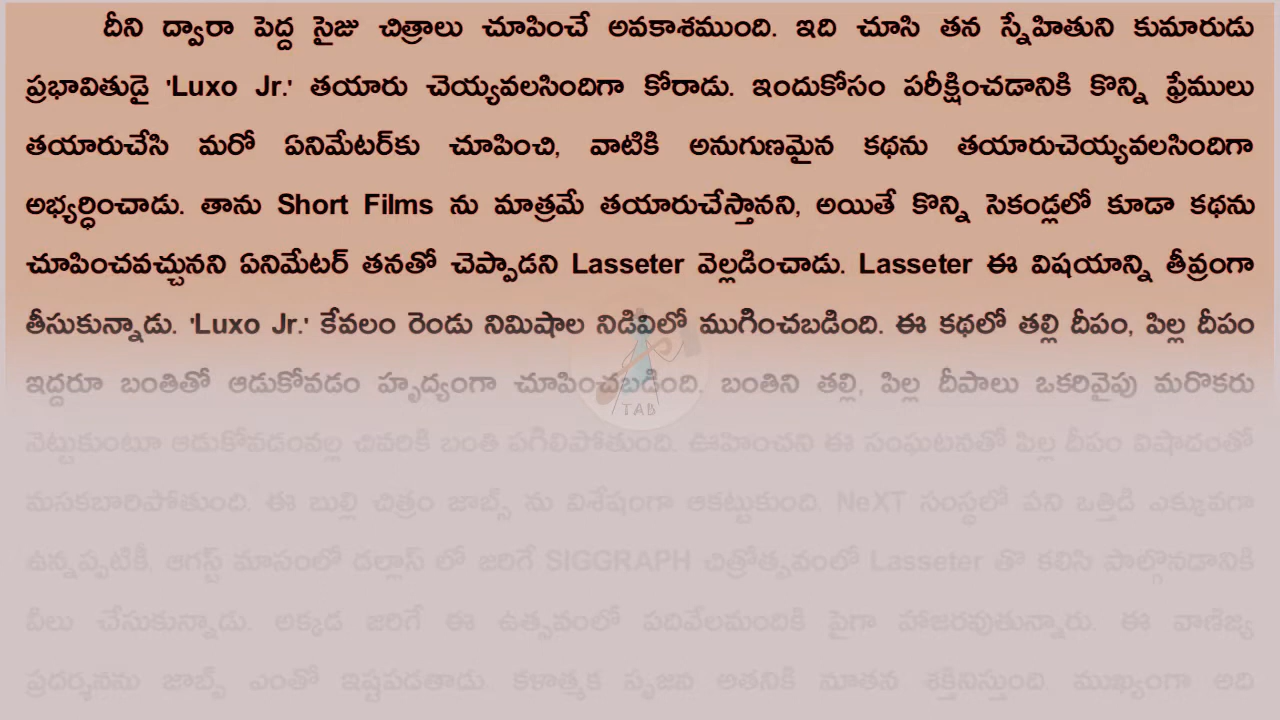 దీని ద్వారా పెద్ద సైజు చిత్రాలు చూపించే అవకాశముంది. ఇది చూసి తన స్నేహితుని కుమారుడు
ప్రభావితుడై 'Luxo Jr.' తయారు చెయ్యవలసిందిగా కోరాడు. ఇందుకోసం పరీక్షించడానికి కొన్ని ఫ్రేములు
తయారుచేసి మరో ఏనిమేటర్‌కు చూపించి, వాటికి అనుగుణమైన కథను తయారుచెయ్యవలసిందిగా
అభ్యర్ధించాడు. తాను Short Films ను మాత్రమే తయారుచేస్తానని, అయితే కొన్ని సెకండ్లలో కూడా కథను
చూపించవచ్చునని ఏనిమేటర్ తనతో చెప్పాడని Lasseter వెల్లడించాడు. Lasseter ఈ విషయాన్ని తీవ్రంగా
తీసుకున్నాడు. 'Luxo Jr.' కేవలం రెండు నిమిషాల నిడివిలో ముగించబడింది. ఈ కథలో తల్లి దీపం, పిల్ల దీపం
ఇద్దరూ బంతితో ఆడుకోవడం హృద్యంగా చూపించబడింది. బంతిని తల్లి, పిల్ల దీపాలు ఒకరివైపు మరొకరు
నెట్టుకుంటూ ఆడుకోవడంవల్ల చివరికి బంతి పగిలిపోతుంది. ఊహించని ఈ సంఘటనతో పిల్ల దీపం విషాదంతో
మసకబారిపోతుంది. ఈ బుల్లి చిత్రం జాబ్స్ ను విశేషంగా ఆకట్టుకుంది. NeXT సంస్థలో పని ఒత్తిడి ఎక్కువగా
ఉన్నప్పటికీ, ఆగస్ట్ మాసంలో డల్లాస్ లో జరిగే SIGGRAPH చిత్రోత్సవంలో Lasseter తొ కలిసి పాల్గొనడానికి
వీలు చేసుకున్నాడు. అక్కడ జరిగే ఈ ఉత్సవంలో పదివేలమందికి పైగా హాజరవుతున్నారు. ఈ వాణిజ్య
ప్రదర్శనను జాబ్స్ ఎంతో ఇష్టపడతాడు. కళాత్మక సృజన అతనికి నూతన శక్తినిస్తుంది. ముఖ్యంగా అది
TAB